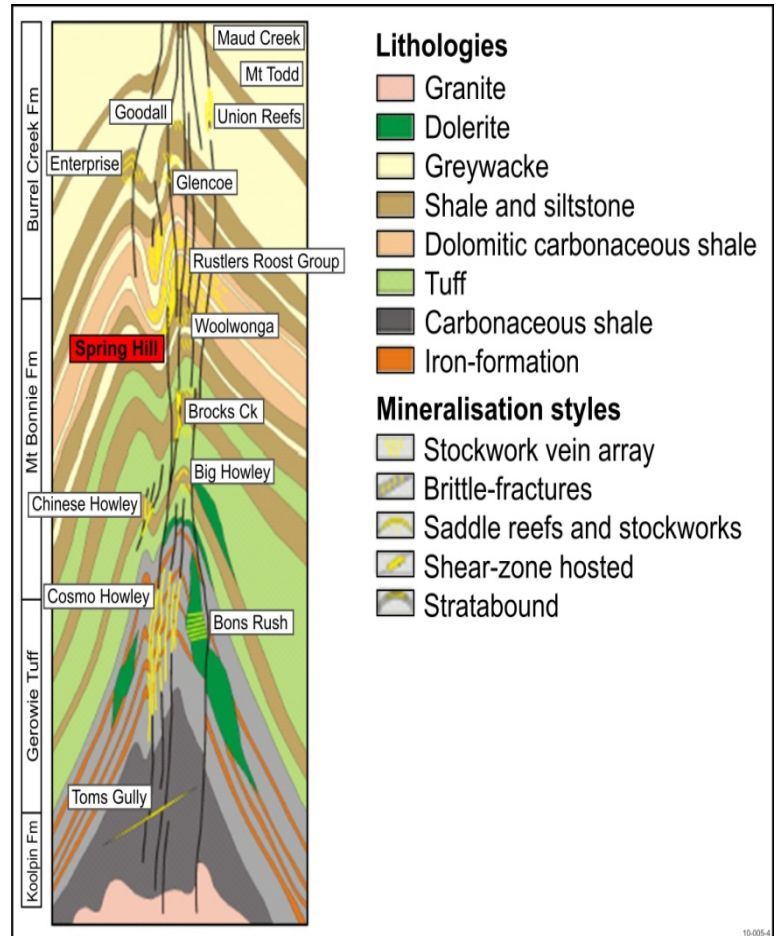 Maud Creek
Mt Todd
Goodall
Union Reefs
Enterprise
Glencoe
Rustlers Roost Group
Woolwonga
Spring Hill
Brocks Ck
Big Howley
Chinese Howley
Cosmo Howley
Bons Rush
Toms Gully
Burrel Creek Fm
Mt Bonnie Fm
Gerowie Tuff
Koolpin Fm
Lithologies
Granite
Dolerite
Greywacke
Shale and siltstone
Dolomitic carbonaceous shale
Tuff
Carbonaceous shale
Iron-formation
Mineralisation styles
Stockwork vein array
Brittle-fractures
Saddle reefs and stockworks
Shear-zone hosted
Stratabound
10-005-4